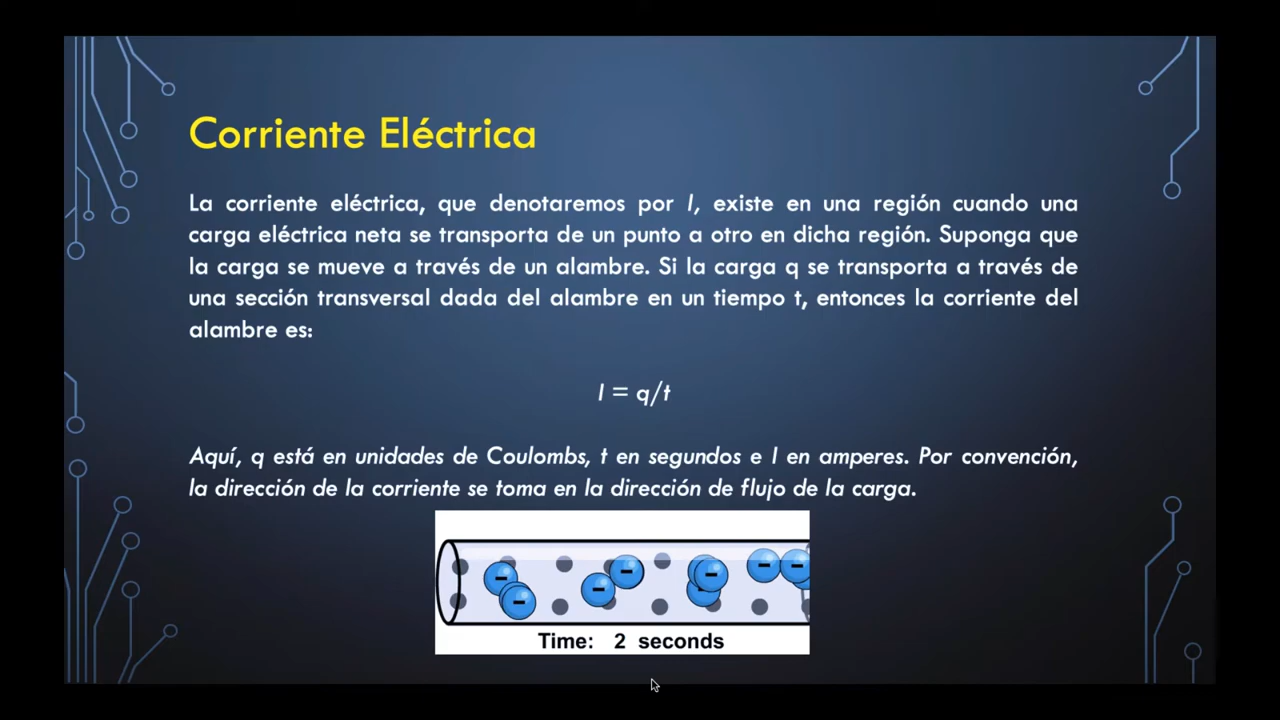 Corriente Eléctrica
La corriente eléctrica, que denotaremos por I, existe en una región cuando una
carga eléctrica neta se transporta de un punto a otro en dicha región. Suponga que
la carga se mueve a través de un alambre. Si la carga q se transporta a través de
una sección transversal dada del alambre en un tiempo t, entonces la corriente del
alambre es:
I = q/t
Aquí, q está en unidades de Coulombs, t en segundos e I en amperes. Por convención,
la dirección de la corriente se toma en la dirección de flujo de la carga.
Time: 2 seconds